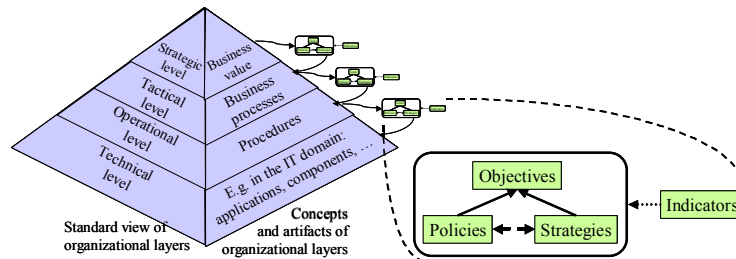 Strategic
level
Business
value
Tactical
level
Business
processes
Operational
level
Procedures
Technical
level
E.g. in the IT domain:
applications, components, …
Standard view of
organizational layers
Concepts
and artifacts of
organizational layers
Objectives
Policies
Strategies
Indicators